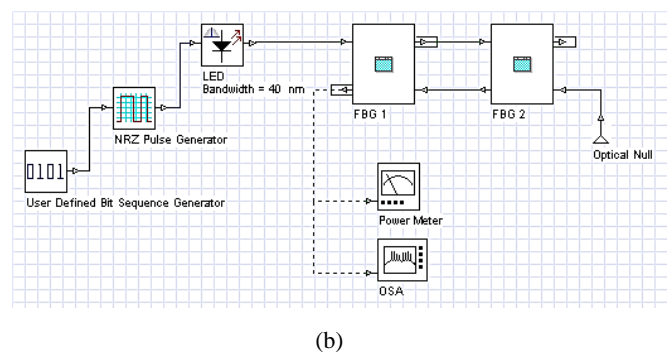 LED
Bandwidth = 40 nm
FBG 1
FBG 2
NRZ Pulse Generator
Optical Null
0101
User Defined Bit Sequence Generator
Power Meter
OSA
(b)